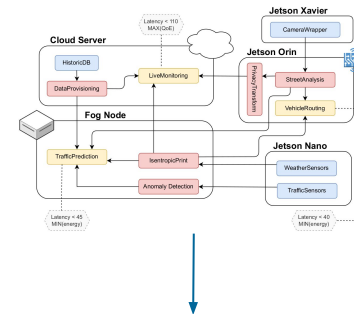 Jetson Xavier
CameraWrapper
Latency < 110
MAX(QoE)
Cloud Server
HistoricDB
DataProvisioning
LiveMonitoring
Jetson Orin
PrivacyTransform
StreetAnalysis
VehicleRouting
Fog Node
TrafficPrediction
IsentropicPrint
Anomaly Detection
Jetson Nano
WeatherSensors
TrafficSensors
Latency < 45
MIN(energy)
Latency < 40
MIN(energy)